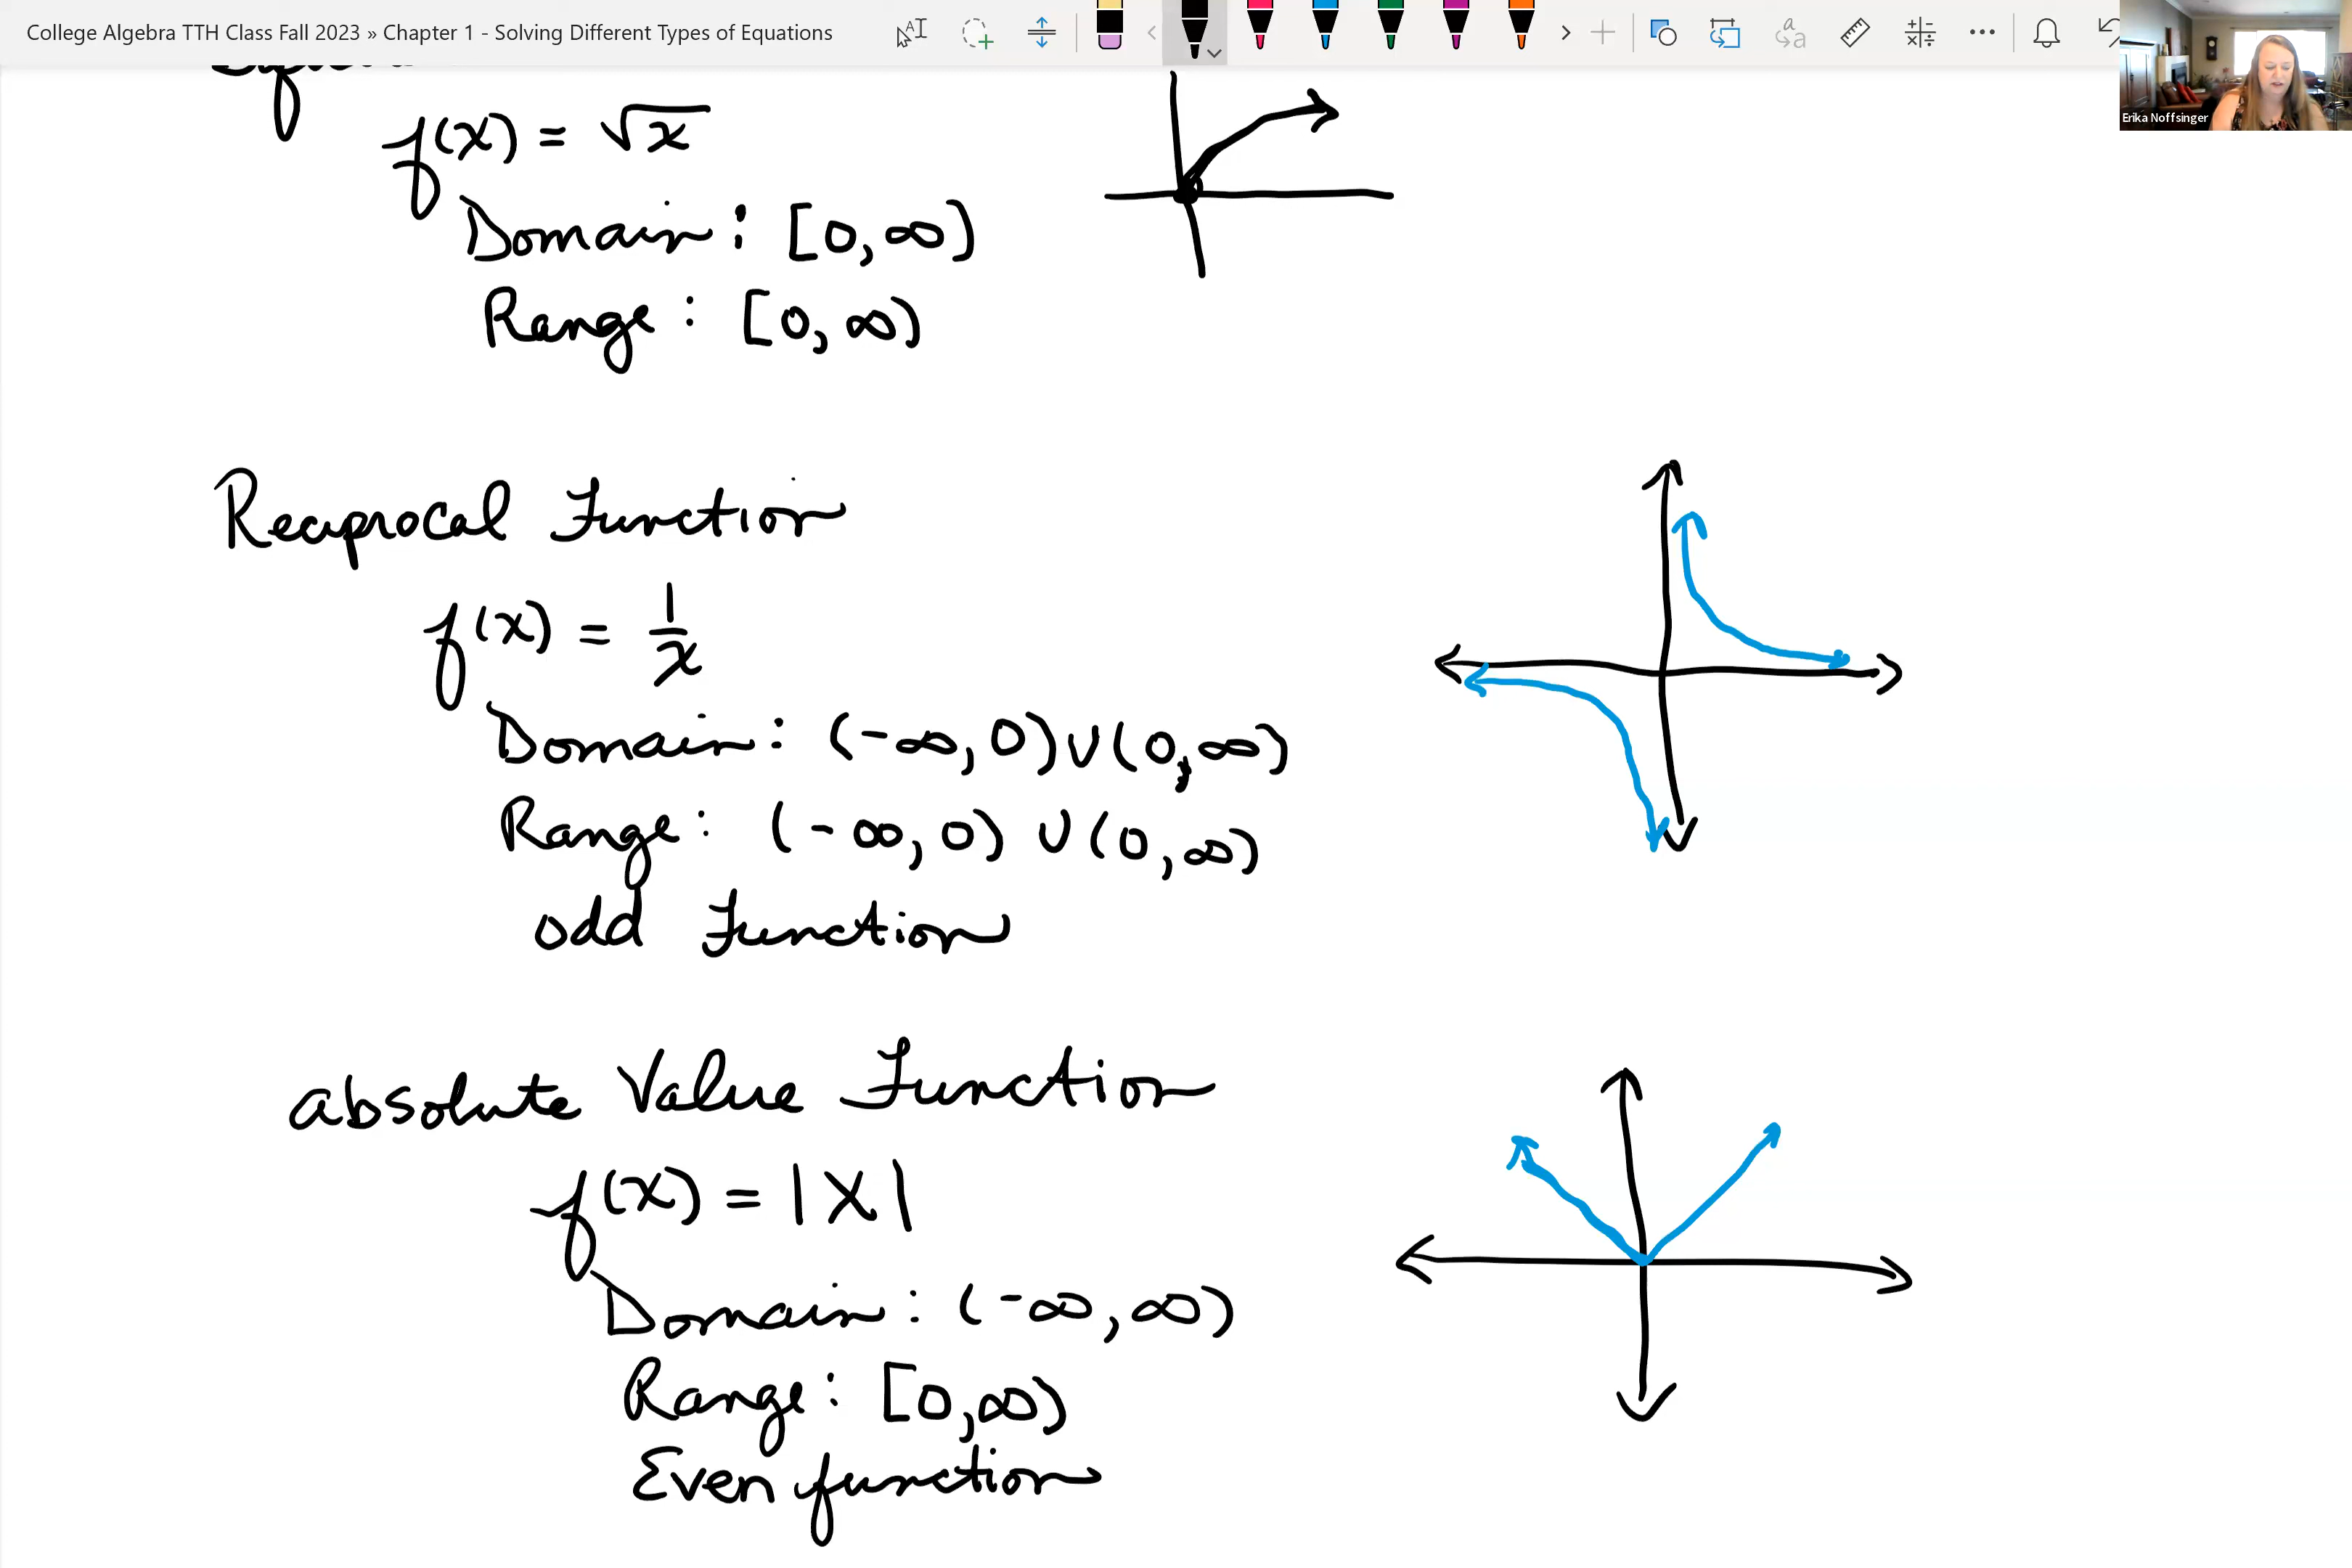 College Algebra TTH Class Fall 2023 » Chapter 1 - Solving Different Types of Equations
Erika Noffsinger
f(x) = √x
Domain: [0, ∞)
Range: [0, ∞)
Reciprocal Function
f(x) = 1/x
Domain: (-∞, 0) ∪ (0, ∞)
Range: (-∞, 0) ∪ (0, ∞)
odd Function
absolute Value Function
f(x) = |x|
Domain: (-∞, ∞)
Range: [0, ∞)
Even function